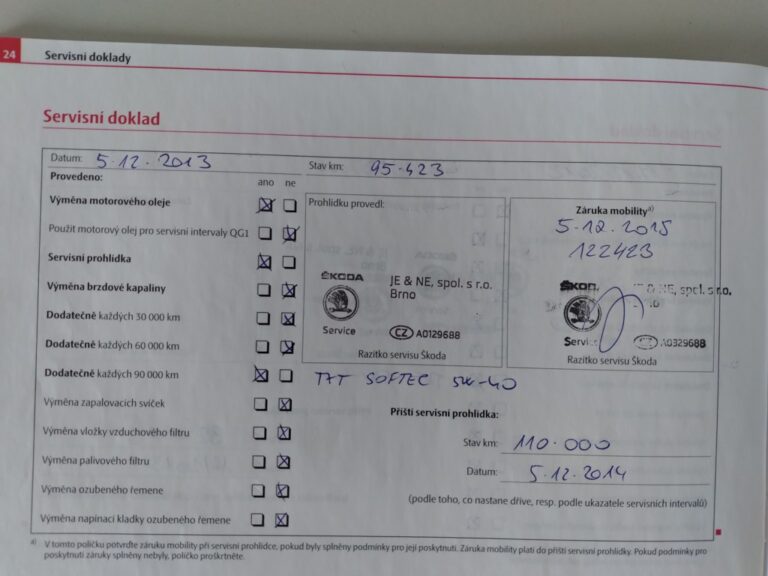 24 Servisní doklady
Servisní doklad
Datum: 5.12.2013 Stav km: 95.423
Provedeno: ano ne
Výměna motorového oleje
Použit motorový olej pro servisní intervaly QG1
Servisní prohlídka
Výměna brzdové kapaliny
Dodatečně každých 30 000 km
Dodatečně každých 60 000 km
Dodatečně každých 90 000 km
Výměna zapalovacích svíček
Výměna vložky vzduchového filtru
Výměna palivového filtru
Výměna ozubeného řemene
Výměna napínací kladky ozubeného řemene
Prohlídku provedl:
ŠKODA
JE & NE, spol. s r.o.
Brno
Service
CZ A0129688
Razítko servisu Škoda
Záruka mobility a)
5.12.2015
122423
& NE, spol. s r.o.
A0329688
Razítko servisu Škoda
SOFTEC 5W-40
Příští servisní prohlídka:
Stav km: 110.000
Datum: 5.12.2014
(podle toho, co nastane dříve, resp. podle ukazatele servisních intervalů)
a) V tomto políčku potvrďte záruku mobility při servisní prohlídce, pokud byly splněny podmínky pro její poskytnutí. Záruka mobility platí do příští servisní prohlídky. Pokud podmínky pro
poskytnutí záruky splněny nebyly, políčko proškrtněte.